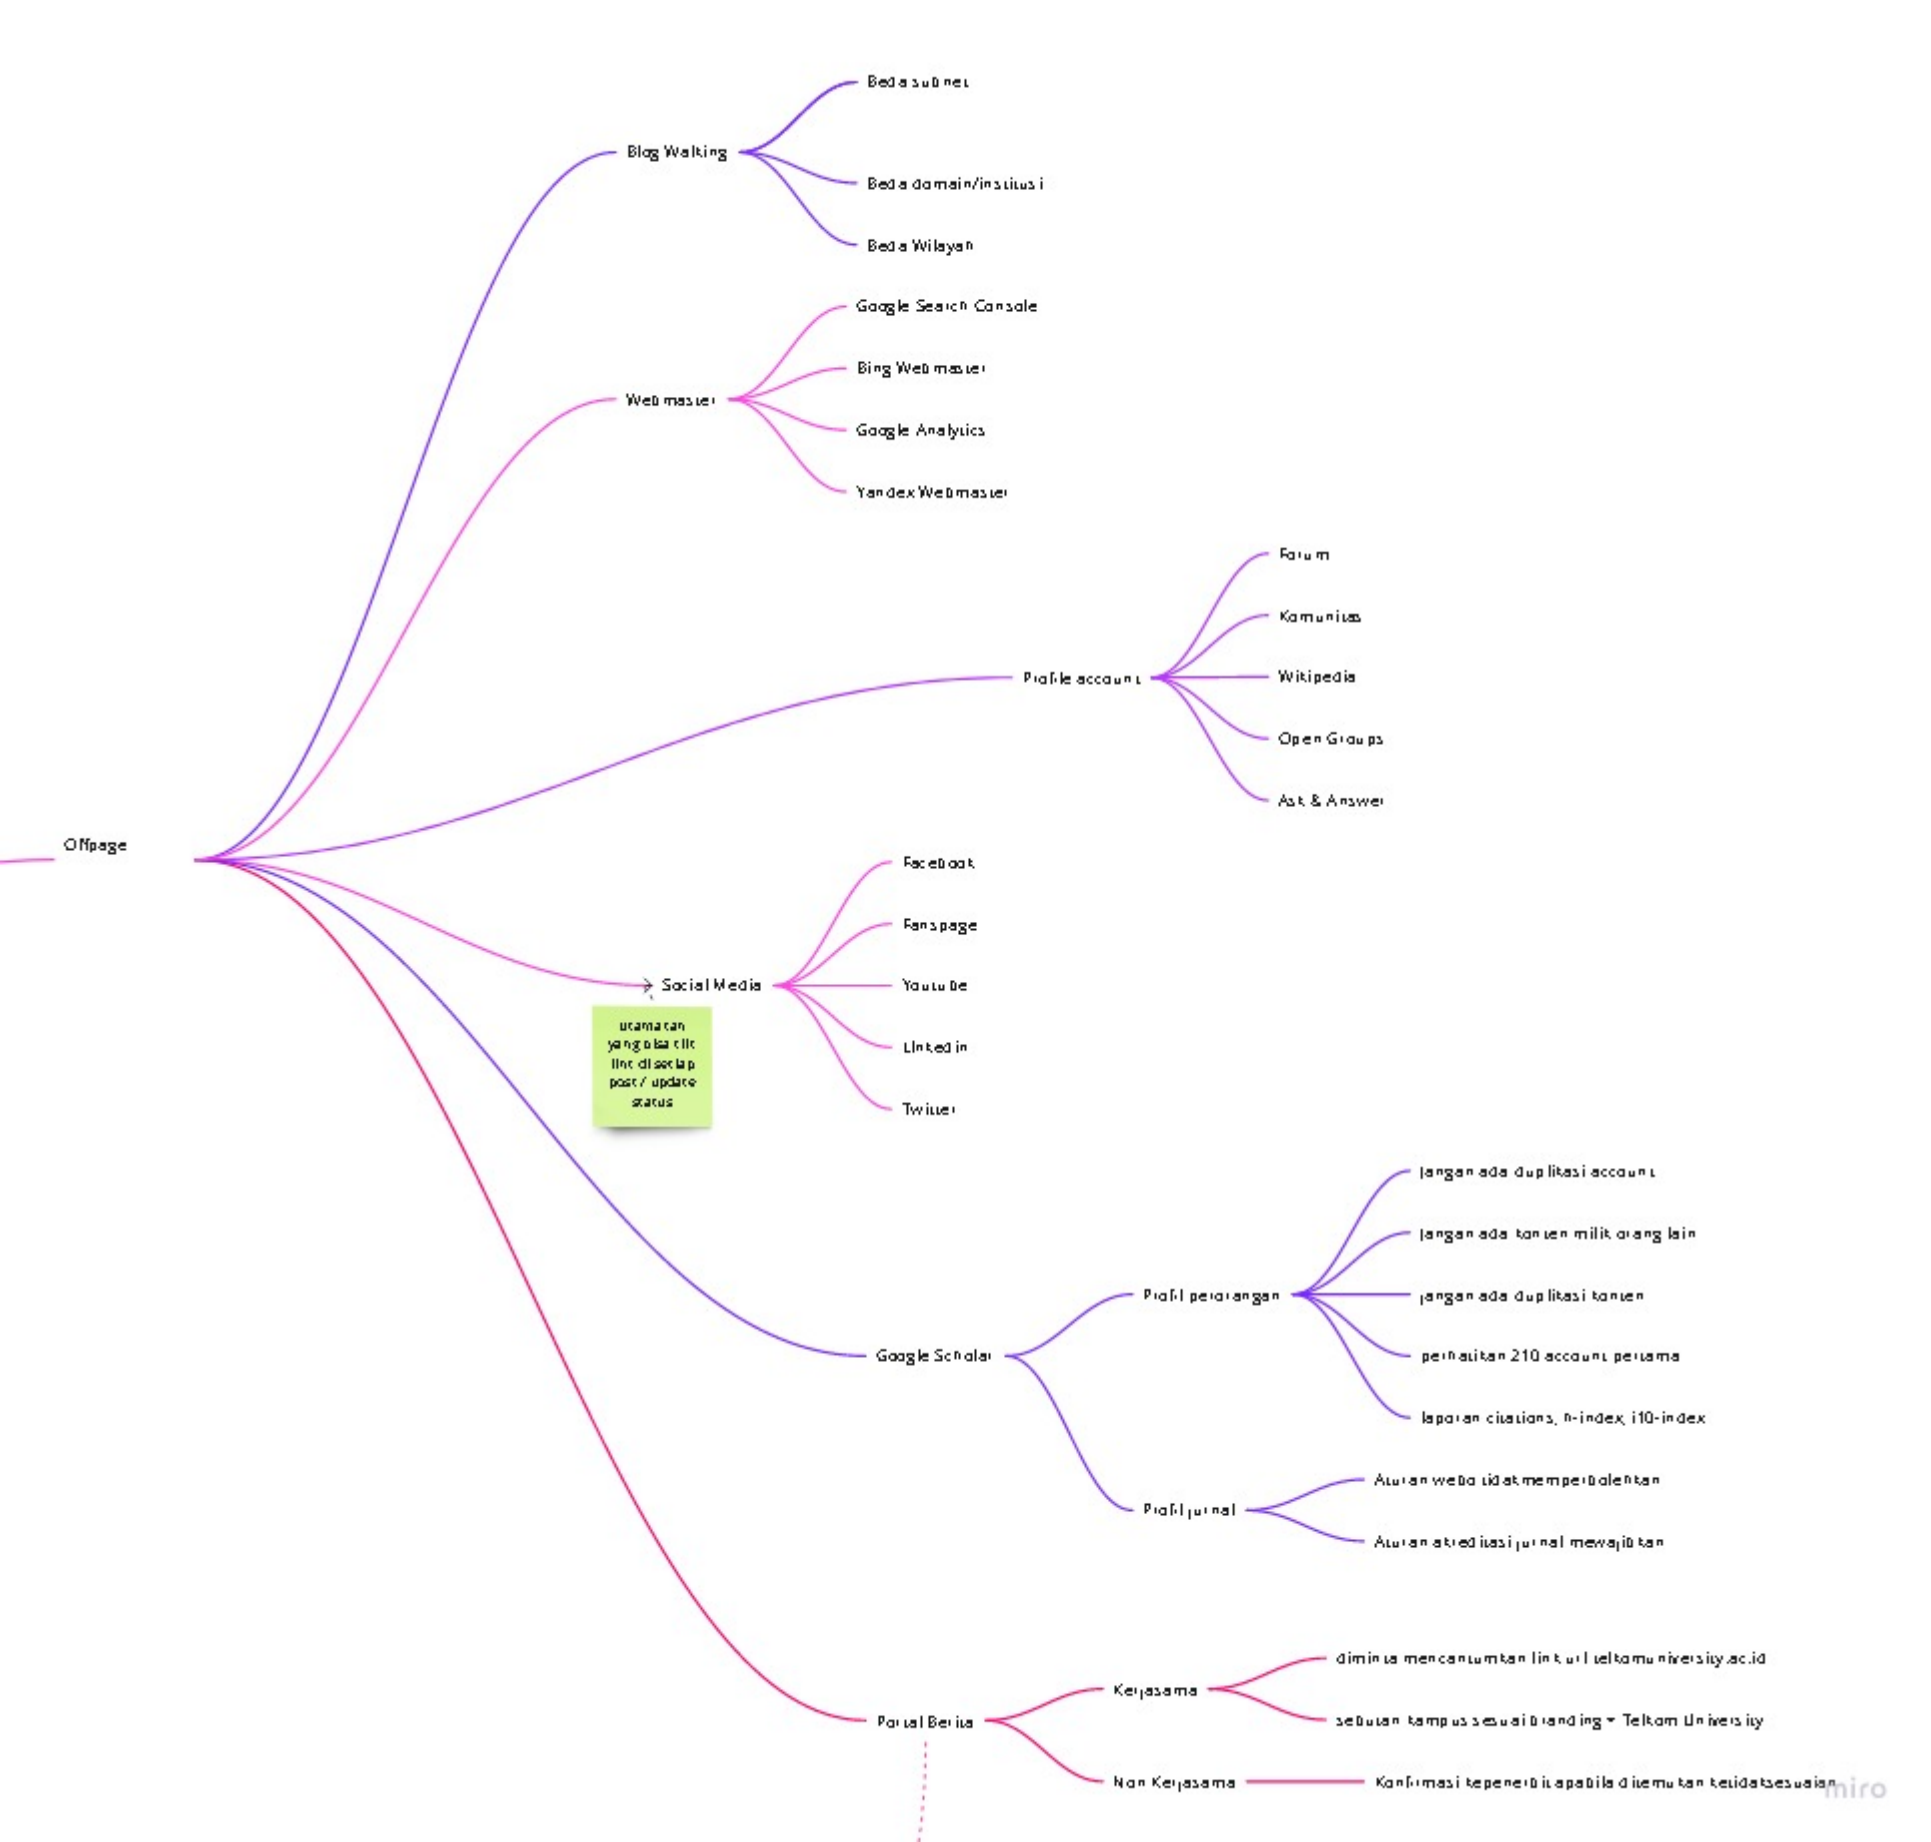 Beda subnet
Blog Walking
Beda domain/institusi
Beda Wilayah
Google Search Console
Bing Webmaster
Webmaster
Google Analytics
Yandex Webmaster
Forum
Komunitas
Profile account
Wikipedia
Open Groups
Ask & Answer
Offpage
Facebook
Fanspage
Social Media
Youtube
utamakan
yang bisa klik
link di setiap
post / update
status
Linkedin
Twitter
jangan ada duplikasi account
jangan ada konten milik orang lain
Profil perorangan
jangan ada duplikasi konten
Google Scholar
perhatikan 210 account pertama
laporan citations, h-index, i10-index
Aturan webo tidak memperbolehkan
Profil jurnal
Aturan akreditasi jurnal mewajibkan
diminta mencantumkan link url telkomuniversity.ac.id
Kerjasama
Portal Berita
sebutan kampus sesuai branding = Telkom University
Non Kerjasama
Konfirmasi kepenerbit apabila ditemukan ketidaksesuaian
miro